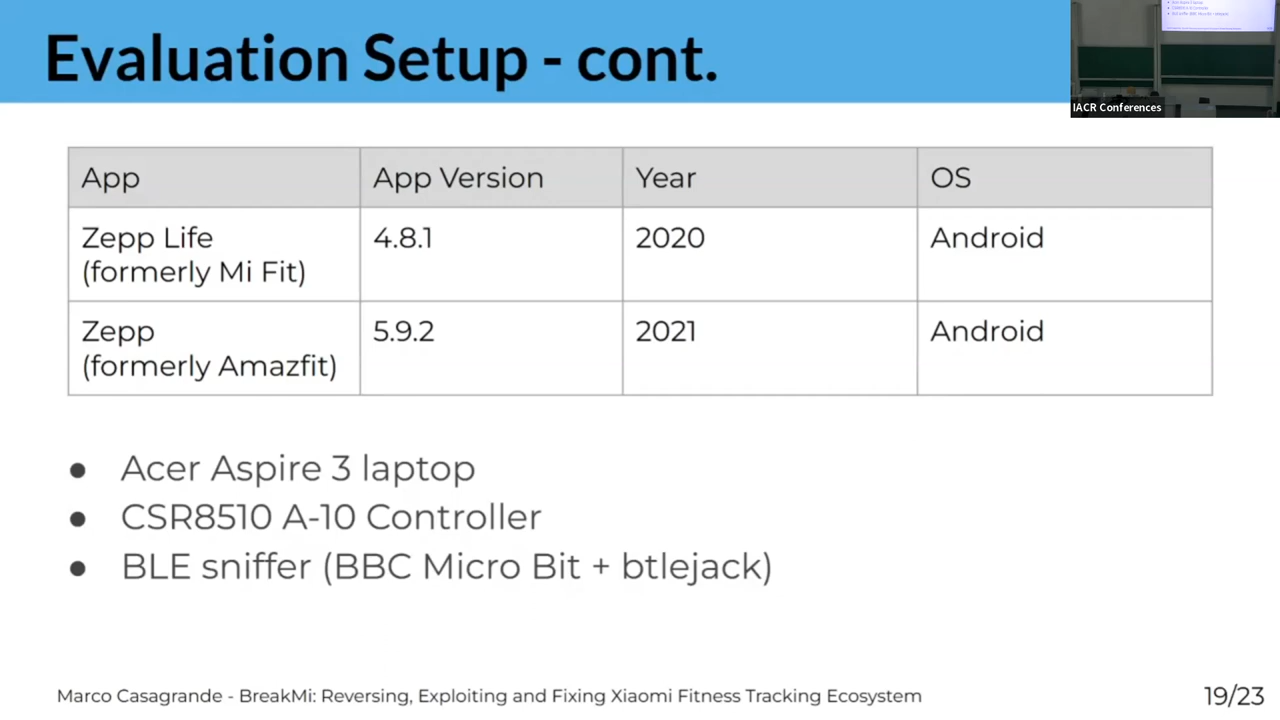 Evaluation Setup - cont.
IACR Conferences
App App Version Year OS
Zepp Life 4.8.1 2020 Android
(formerly Mi Fit)
Zepp 5.9.2 2021 Android
(formerly Amazfit)
● Acer Aspire 3 laptop
● CSR8510 A-10 Controller
● BLE sniffer (BBC Micro Bit + btlejack)
Marco Casagrande - BreakMi: Reversing, Exploiting and Fixing Xiaomi Fitness Tracking Ecosystem 19/23